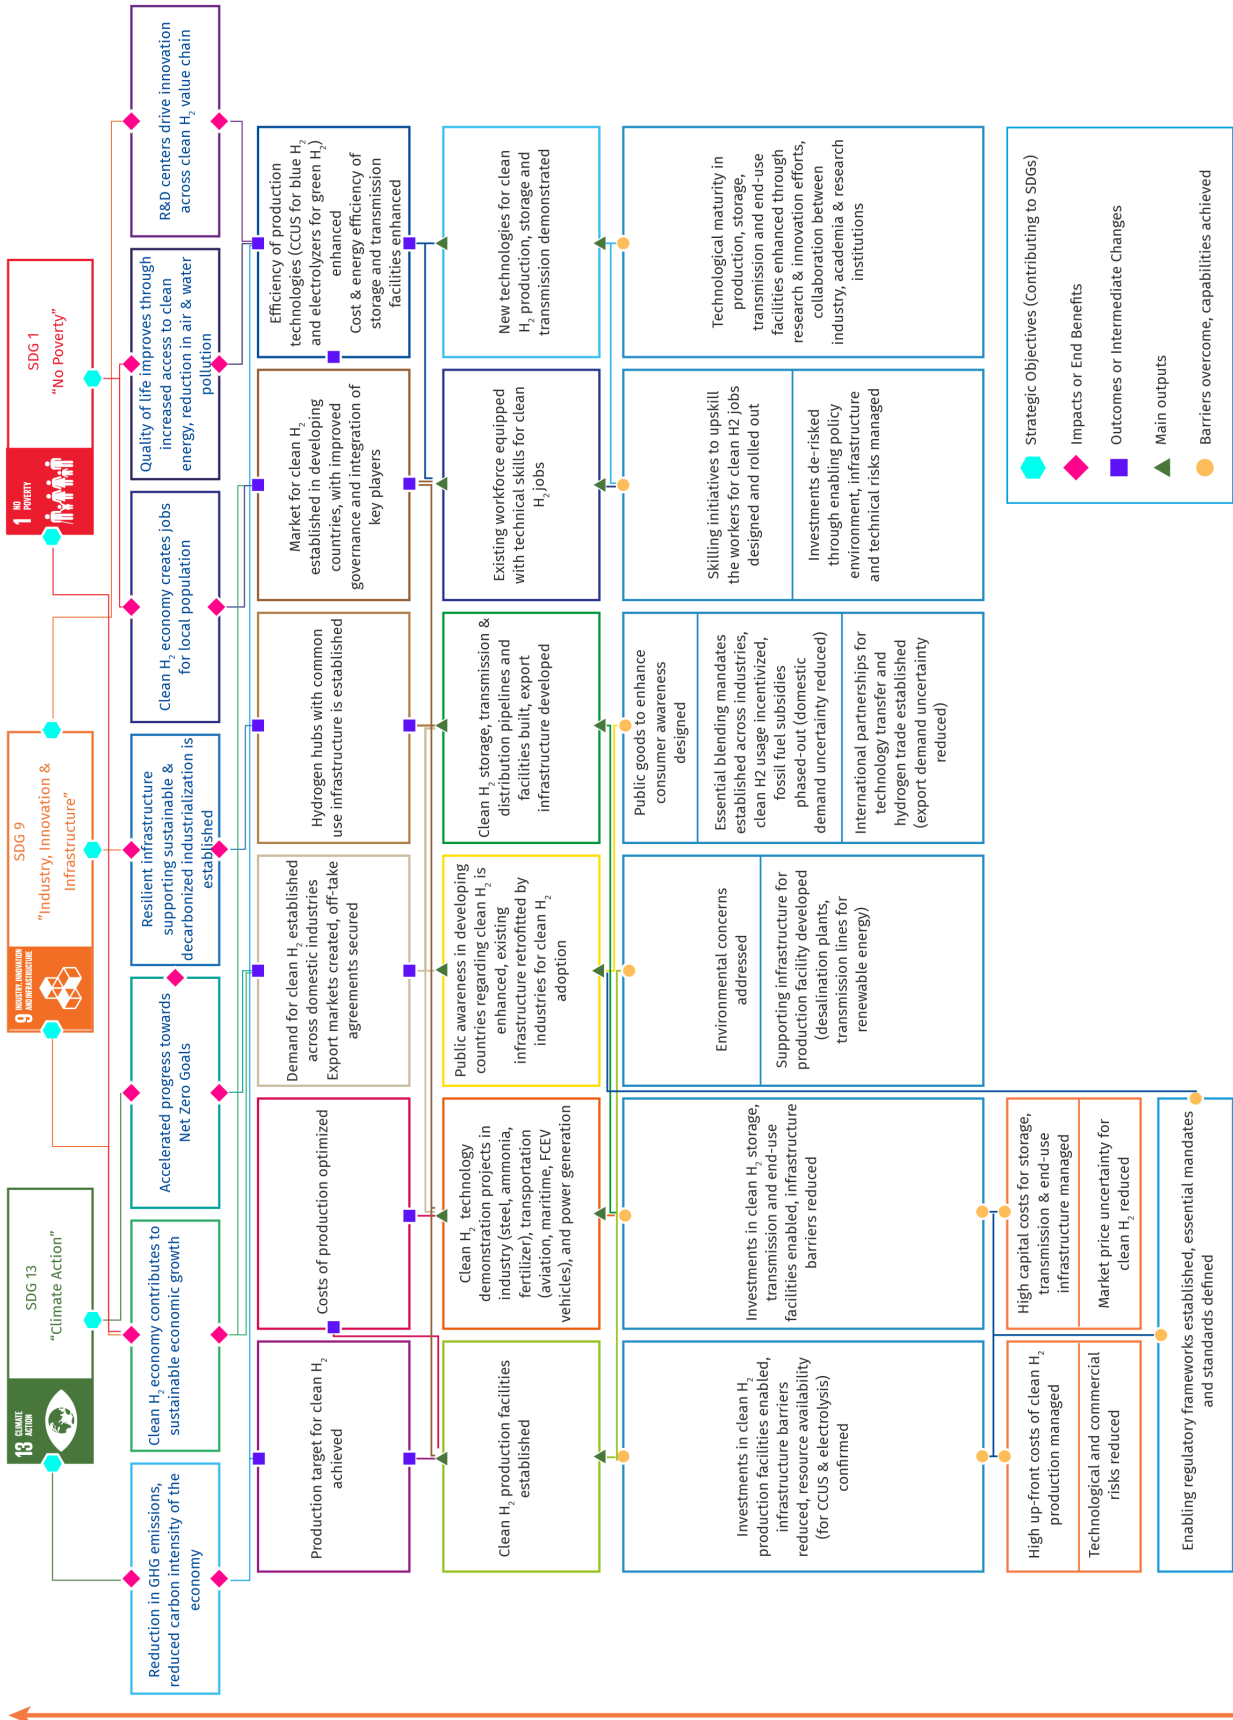 SDG 13
“Climate Action”
13 CLIMATE
ACTION
SDG 9
”Industry, Innovation &
Infrastructure”
9 INDUSTRY, INNOVATION
AND INFRASTRUCTURE
SDG 1
“No Poverty”
1 NO
POVERTY
Reduction in GHG emissions,
reduced carbon intensity of the
economy
Clean H₂ economy contributes to
sustainable economic growth
Accelerated progress towards
Net Zero Goals
Resilient infrastructure
supporting sustainable &
decarbonized industrialization is
established
Clean H₂ economy creates jobs
for local population
Quality of life improves through
increased access to clean
energy, reduction in air & water
pollution
R&D centers drive innovation
across clean H₂ value chain
Production target for clean H₂
achieved
Costs of production optimized
Demand for clean H₂ established
across domestic industries
Export markets created, off-take
agreements secured
Hydrogen hubs with common
use infrastructure is established
Market for clean H₂
established in developing
countries, with improved
governance and integration of
key players
Efficiency of production
technologies (CCUS for blue H₂
and electrolyzers for green H₂)
enhanced
Cost & energy efficiency of
storage and transmission
facilities enhanced
Clean H₂ production facilities
established
Clean H₂ technology
demonstration projects in
industry (steel, ammonia,
fertilizer), transportation
(aviation, maritime, FCEV
vehicles), and power generation
Public awareness in developing
countries regarding clean H₂ is
enhanced, existing
infrastructure retrofitted by
industries for clean H₂
adoption
Clean H₂ storage, transmission &
distribution pipelines and
facilities built, export
infrastructure developed
Existing workforce equipped
with technical skills for clean
H₂ jobs
New technologies for clean
H₂ production, storage and
transmission demonstrated
Investments in clean H₂
production facilities enabled,
infrastructure barriers
reduced, resource availability
(for CCUS & electrolysis)
confirmed
Investments in clean H₂ storage,
transmission and end-use
facilities enabled, infrastructure
barriers reduced
Environmental concerns
addressed
Supporting infrastructure for
production facility developed
(desalination plants,
transmission lines for
renewable energy)
Public goods to enhance
consumer awareness
designed
Essential blending mandates
established across industries,
clean H2 usage incentivized,
fossil fuel subsidies
phased-out (domestic
demand uncertainty reduced)
International partnerships for
technology transfer and
hydrogen trade established
(export demand uncertainty
reduced)
Skilling initiatives to upskill
the workers for clean H2 jobs
designed and rolled out
Investments de-risked
through enabling policy
environment, infrastructure
and technical risks managed
Technological maturity in
production, storage,
transmission and end-use
facilities enhanced through
research & innovation efforts,
collaboration between
industry, academia & research
institutions
High up-front costs of clean H₂
production managed
Technological and commercial
risks reduced
High capital costs for storage,
transmission & end-use
infrastructure managed
Market price uncertainty for
clean H₂ reduced
Enabling regulatory frameworks established, essential mandates
and standards defined
Strategic Objectives (Contributing to SDGs)
Impacts or End Benefits
Outcomes or Intermediate Changes
Main outputs
Barriers overcome, capabilities achieved